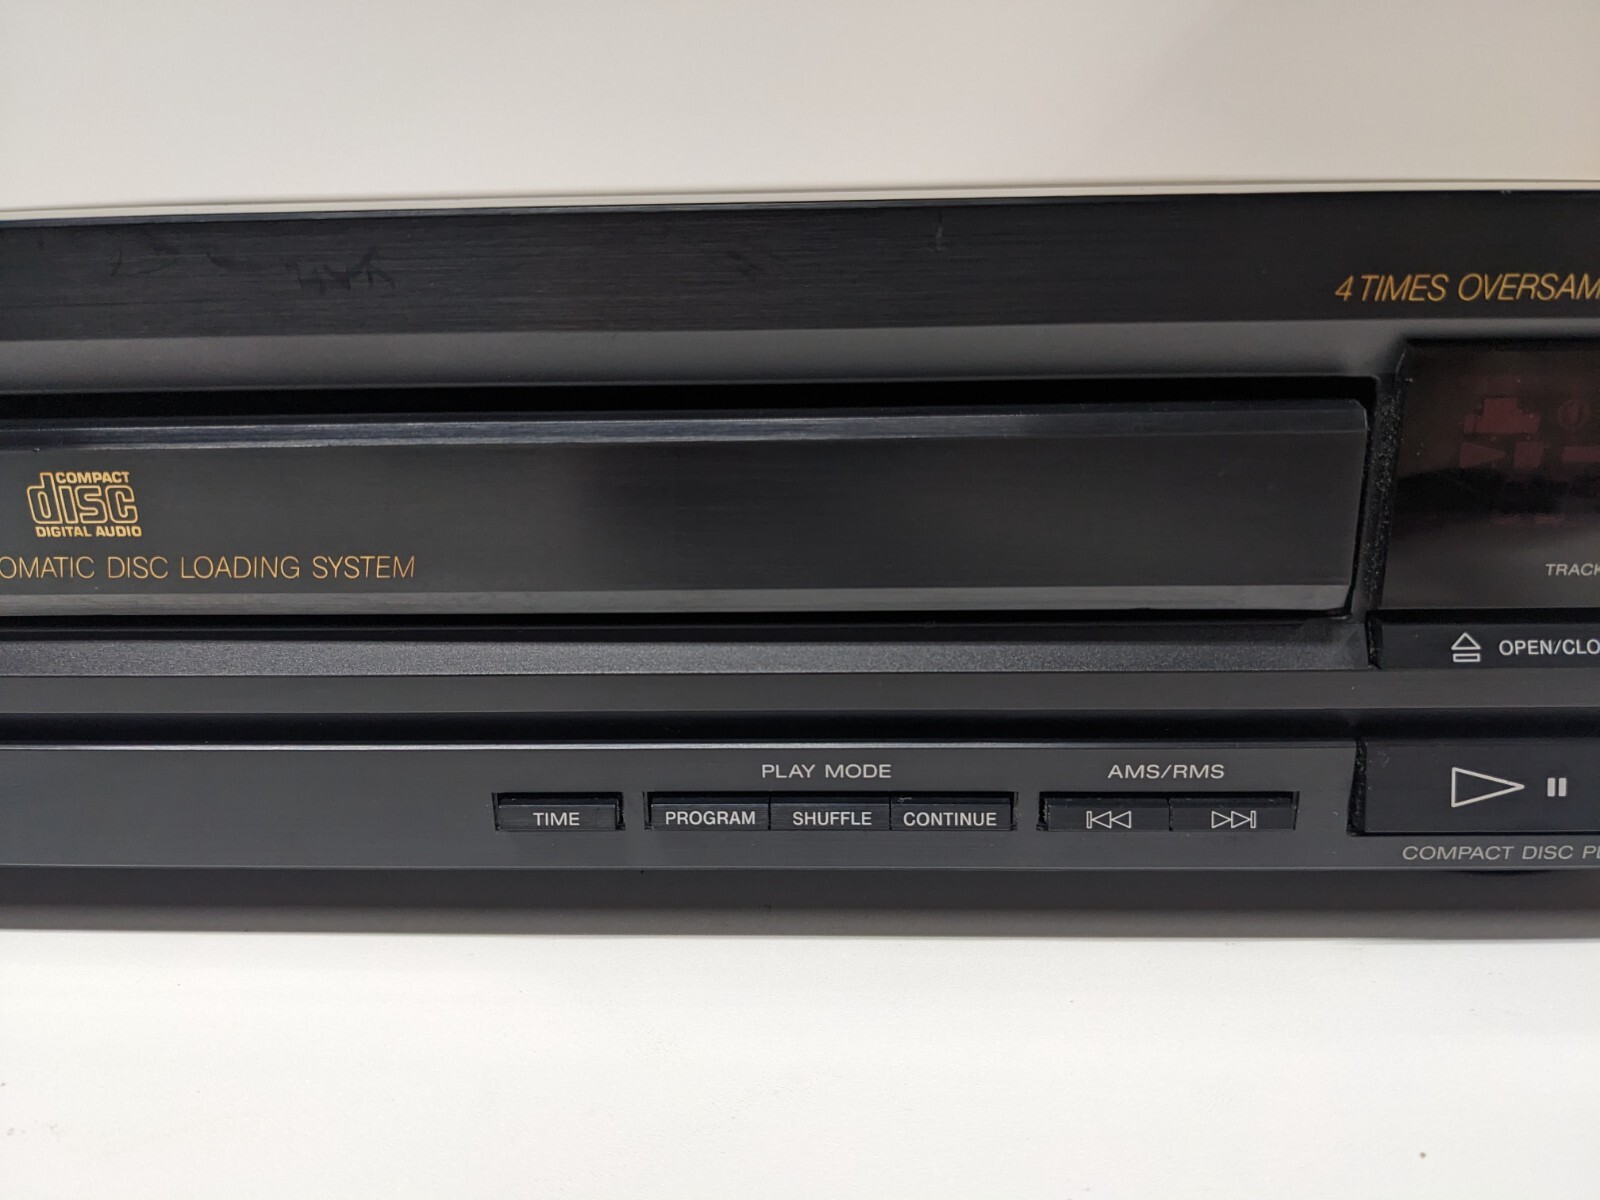 4 TIMES OVERSAM
COMPACT
disc
DIGITAL AUDIO
OMATIC DISC LOADING SYSTEM
TRACK
OPEN/CLO
PLAY MODE
AMS/RMS
TIME
PROGRAM
SHUFFLE
CONTINUE
COMPACT DISC PL